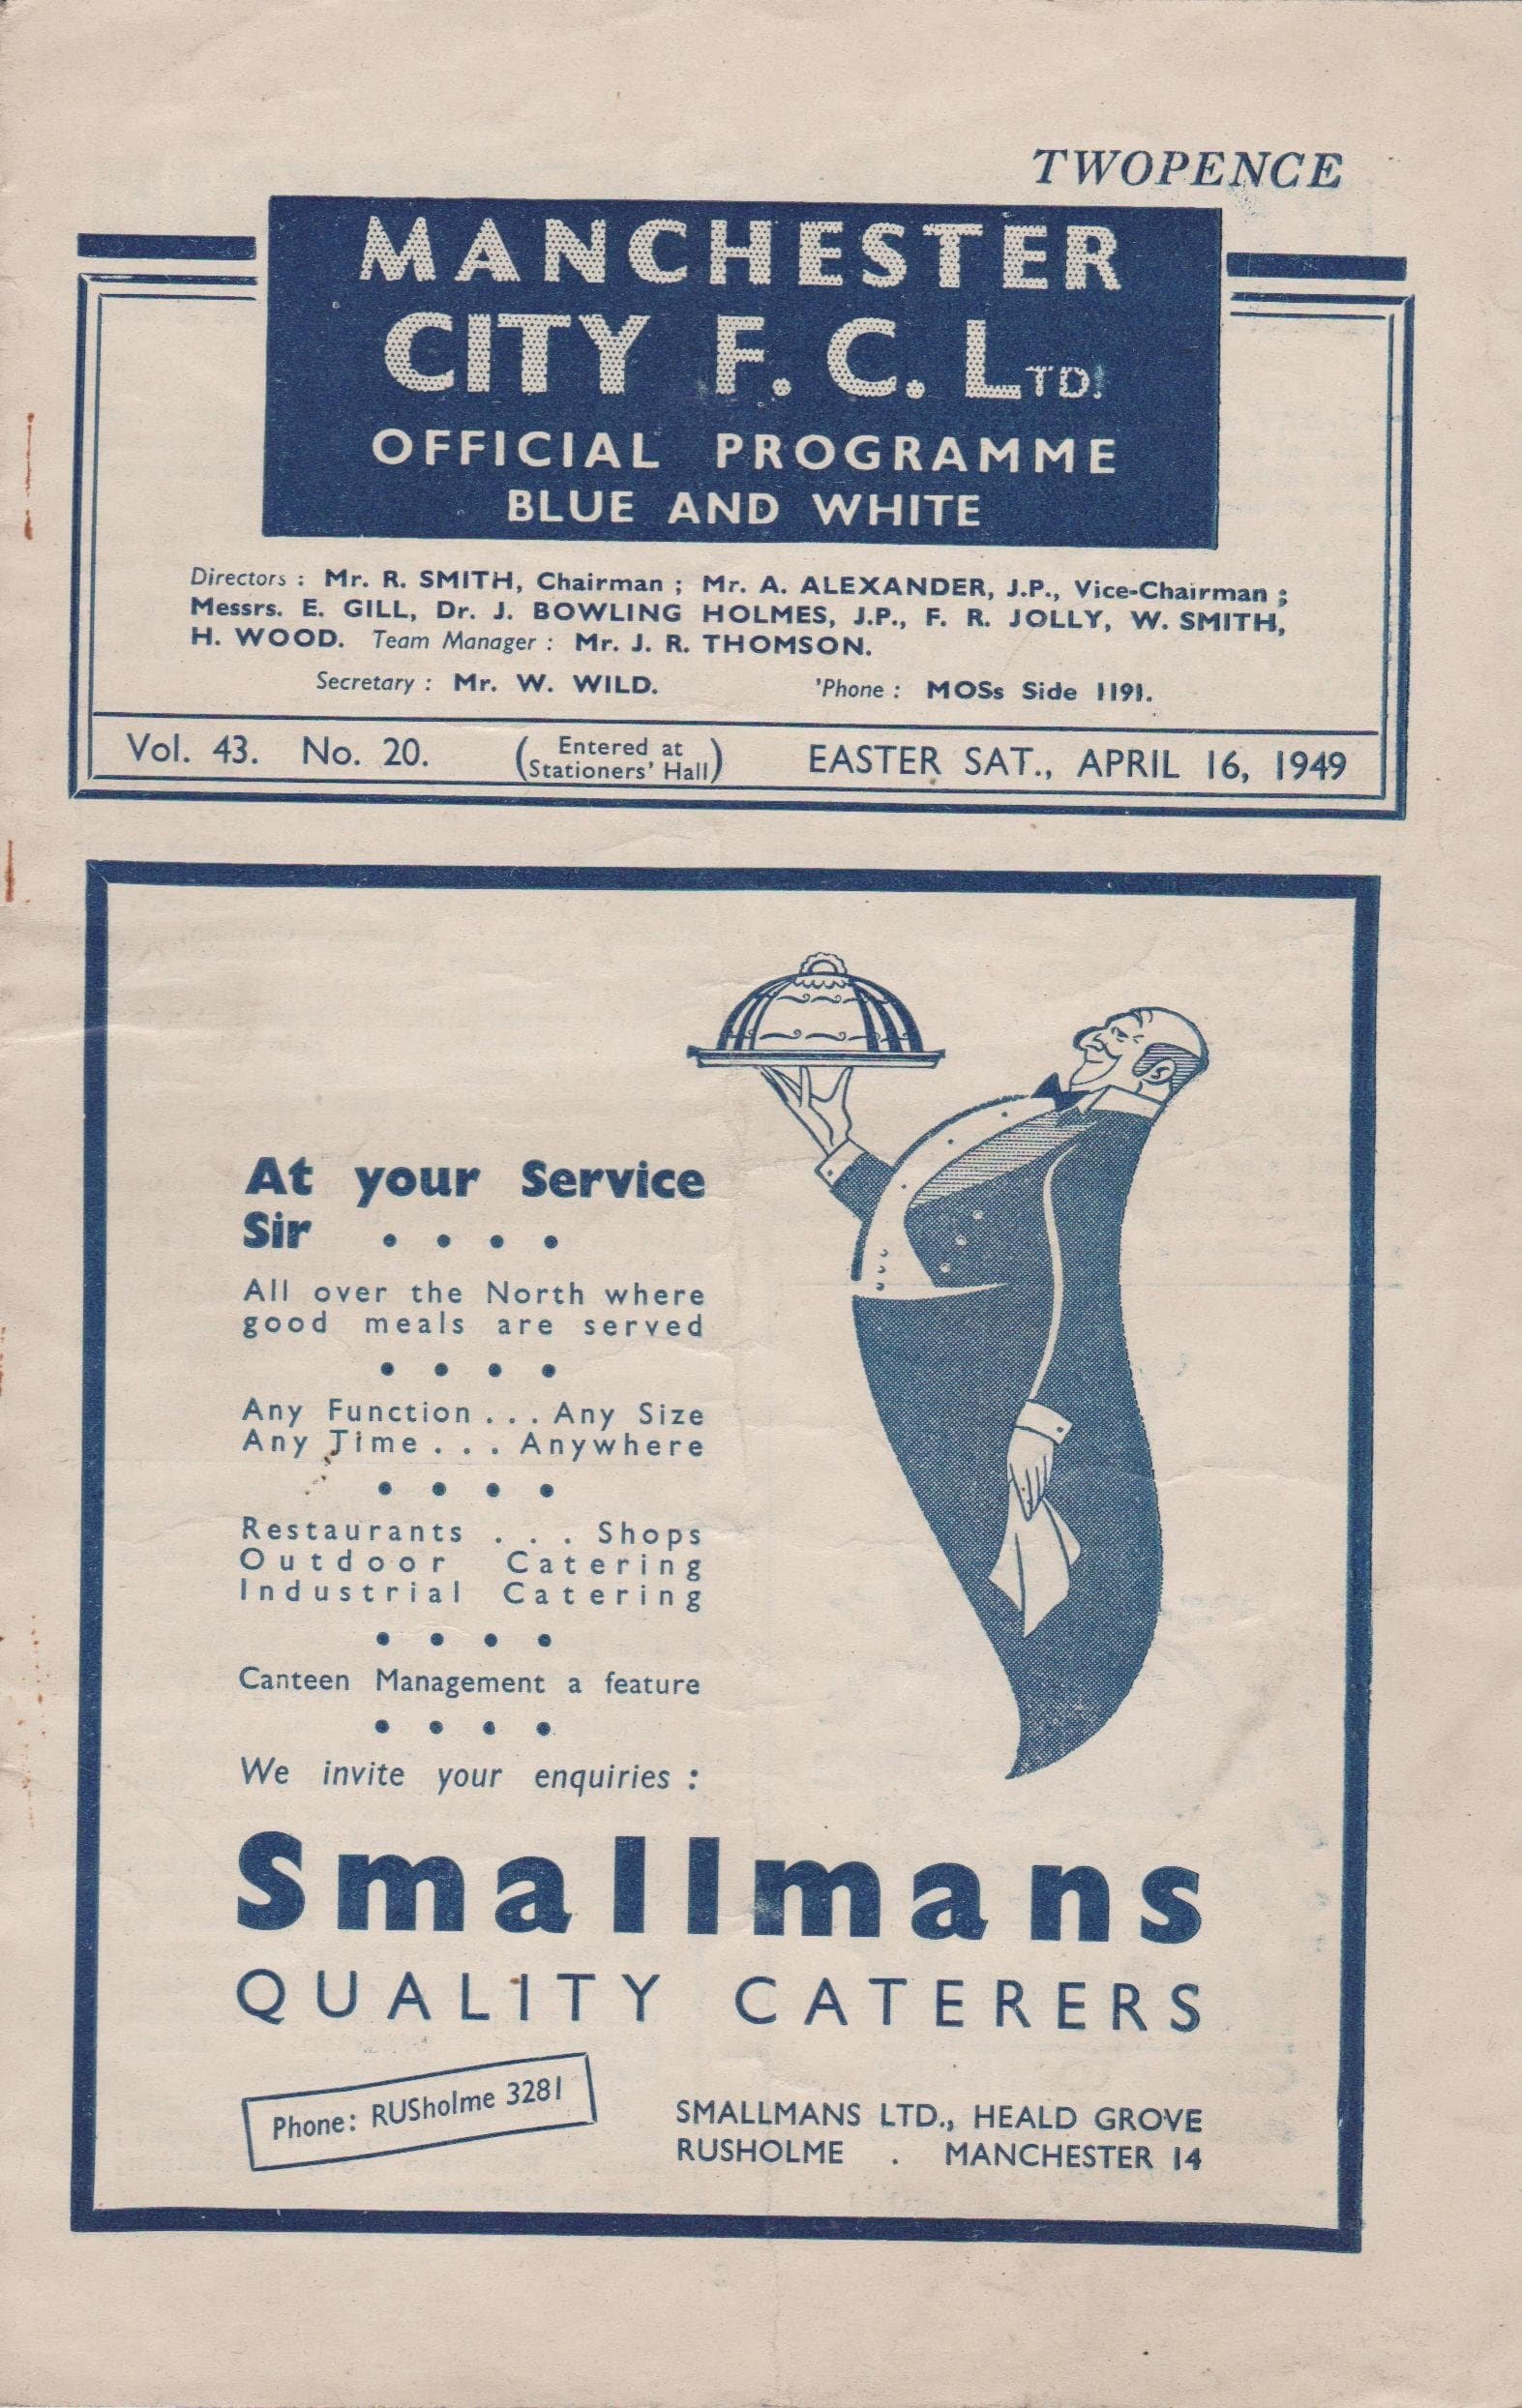 TWOPENCE
MANCHESTER
CITY F. C. LTD.
OFFICIAL PROGRAMME
BLUE AND WHITE
Directors : Mr. R. SMITH, Chairman ; Mr. A. ALEXANDER, J.P., Vice-Chairman ;
Messrs. E. GILL, Dr. J. BOWLING HOLMES, J.P., F. R. JOLLY, W. SMITH,
H. WOOD. Team Manager : Mr. J. R. THOMSON.
Secretary : Mr. W. WILD. 'Phone : MOSs Side 1191.
Vol. 43. No. 20. (Entered at Stationers' Hall) EASTER SAT., APRIL 16, 1949
At your Service
Sir . . . .
All over the North where
good meals are served
. . . .
Any Function . . . Any Size
Any Time . . . Anywhere
. . . .
Restaurants . . . Shops
Outdoor Catering
Industrial Catering
. . . .
Canteen Management a feature
. . . .
We invite your enquiries :
Smallmans
QUALITY CATERERS
Phone: RUSholme 3281
SMALLMANS LTD., HEALD GROVE
RUSHOLME . MANCHESTER 14